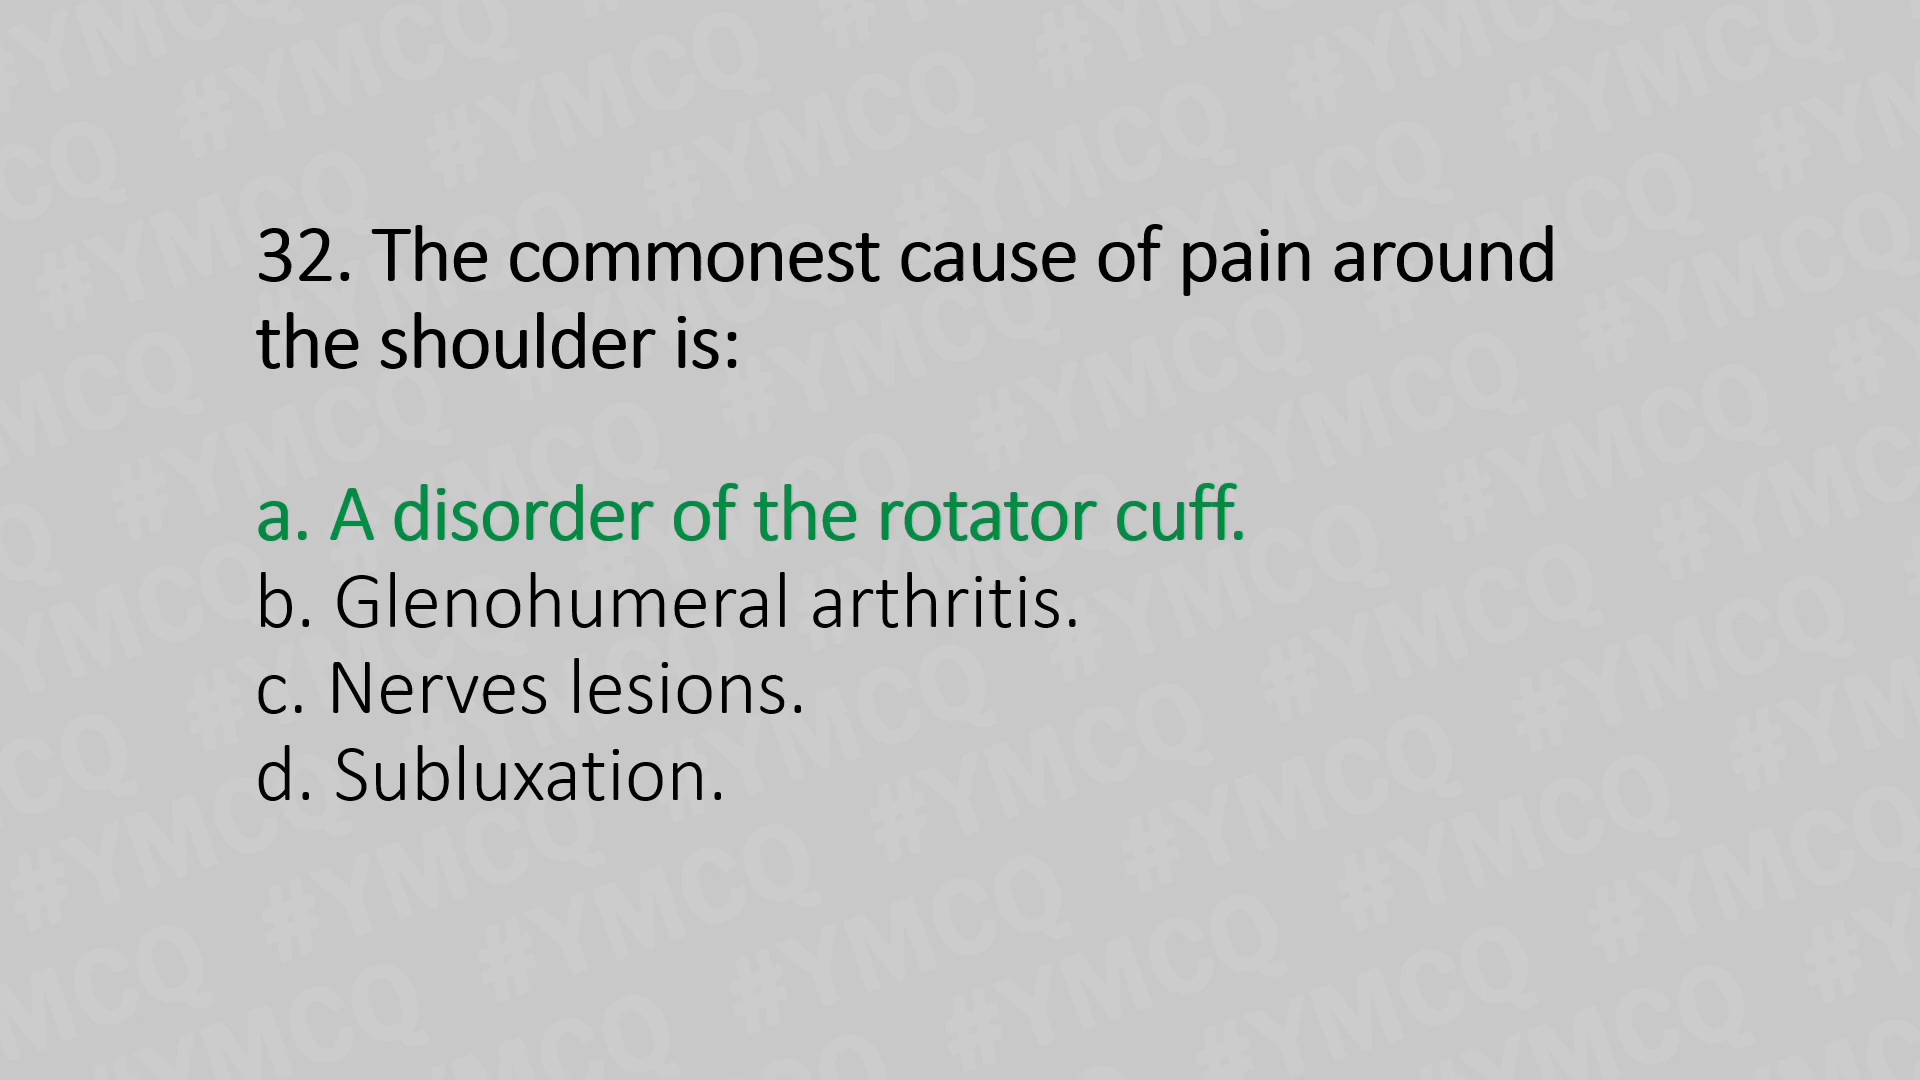 32. The commonest cause of pain around
the shoulder is:
a. A disorder of the rotator cuff.
b. Glenohumeral arthritis.
c. Nerves lesions.
d. Subluxation.
#YMCQ